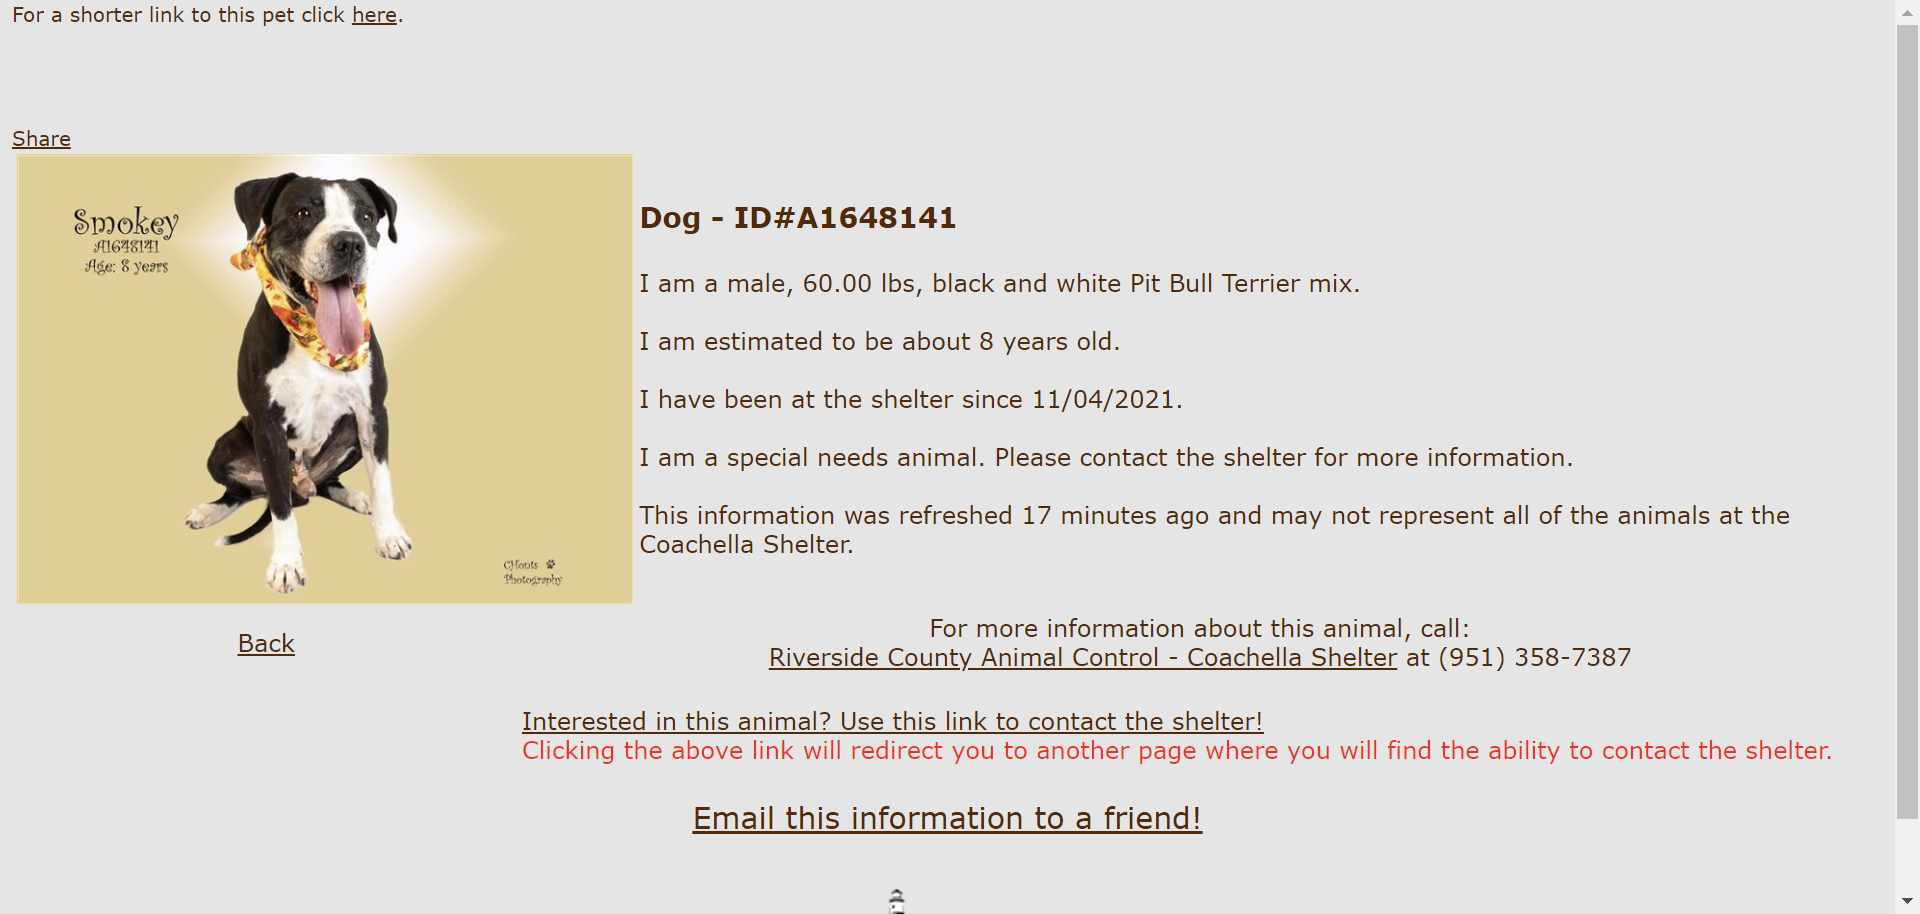 For a shorter link to this pet click here.
Share
Smokey
A1648141
Age: 8 years
CHonts
Photography
Dog - ID#A1648141
I am a male, 60.00 lbs, black and white Pit Bull Terrier mix.
I am estimated to be about 8 years old.
I have been at the shelter since 11/04/2021.
I am a special needs animal. Please contact the shelter for more information.
This information was refreshed 17 minutes ago and may not represent all of the animals at the
Coachella Shelter.
Back
For more information about this animal, call:
Riverside County Animal Control - Coachella Shelter at (951) 358-7387
Interested in this animal? Use this link to contact the shelter!
Clicking the above link will redirect you to another page where you will find the ability to contact the shelter.
Email this information to a friend!